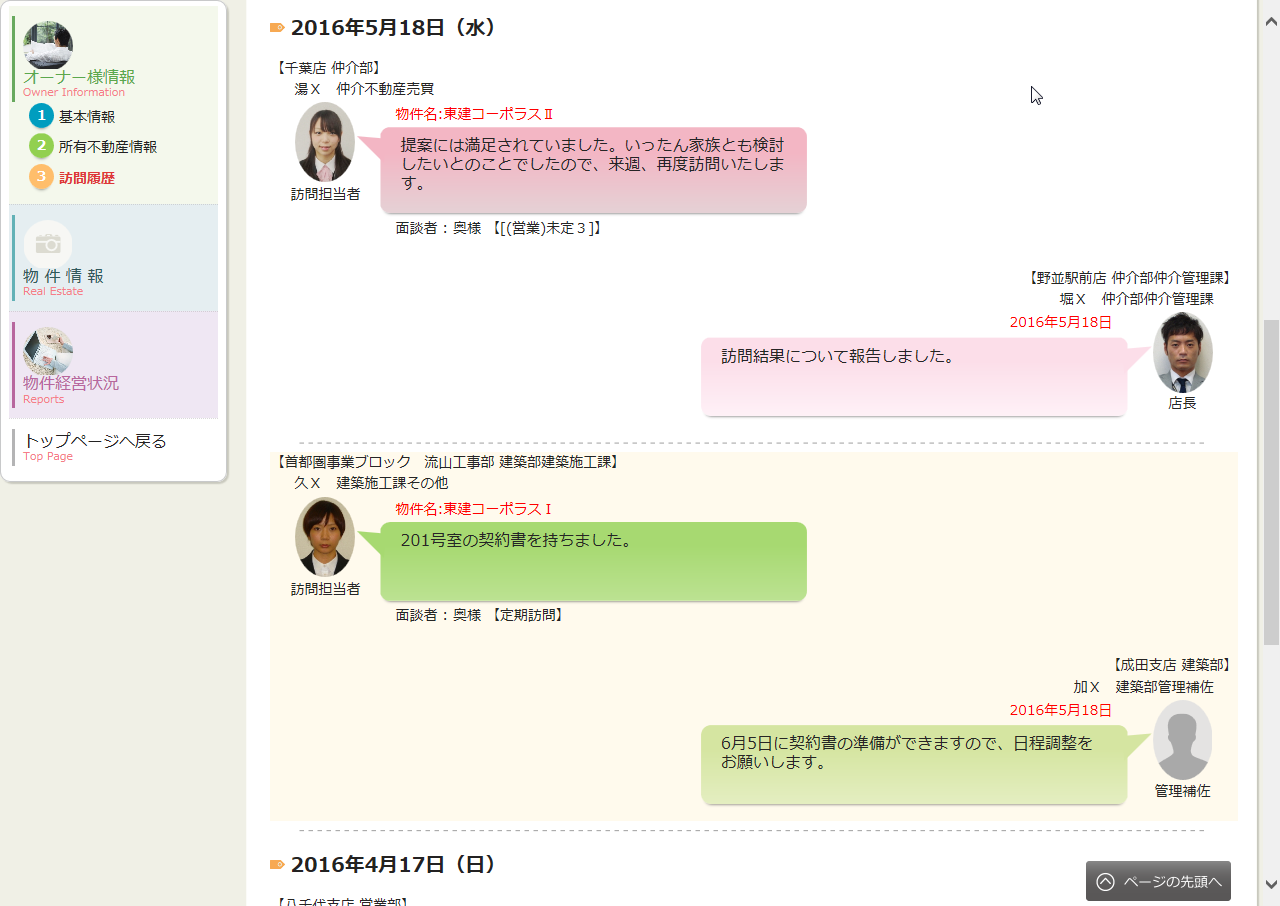 オーナー様情報
Owner Information
1 基本情報
2 所有不動産情報
3 訪問履歴
物 件 情 報
Real Estate
物件経営状況
Reports
トップページへ戻る
Top Page
2016年5月18日（水）
【千葉店 仲介部】
湯Ｘ　仲介不動産売買
物件名:東建コーポラスⅡ
提案には満足されていました。いったん家族とも検討
したいとのことでしたので、来週、再度訪問いたしま
す。
訪問担当者
面談者：奥様 【[(営業)未定３]】
【野並駅前店 仲介部仲介管理課】
堀Ｘ　仲介部仲介管理課
2016年5月18日
訪問結果について報告しました。
店長
【首都圏事業ブロック　流山工事部 建築部建築施工課】
久Ｘ　建築施工課その他
物件名:東建コーポラスⅠ
201号室の契約書を持ちました。
訪問担当者
面談者：奥様 【定期訪問】
【成田支店 建築部】
加Ｘ　建築部管理補佐
2016年5月18日
6月5日に契約書の準備ができますので、日程調整を
お願いします。
管理補佐
2016年4月17日（日）
【八千代支店 営業部】
ページの先頭へ